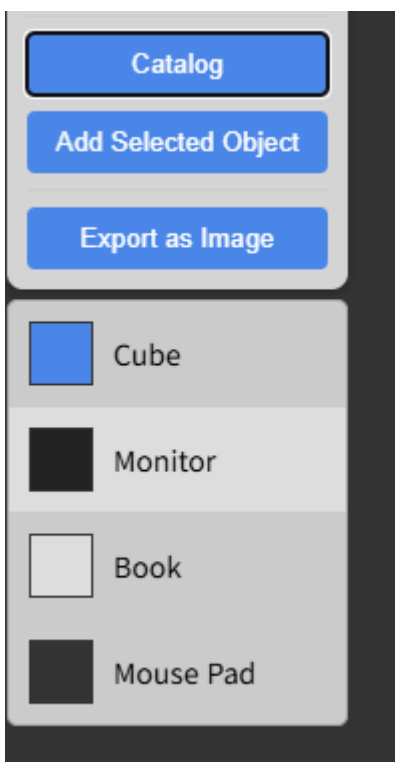 Catalog
Add Selected Object
Export as Image
Cube
Monitor
Book
Mouse Pad